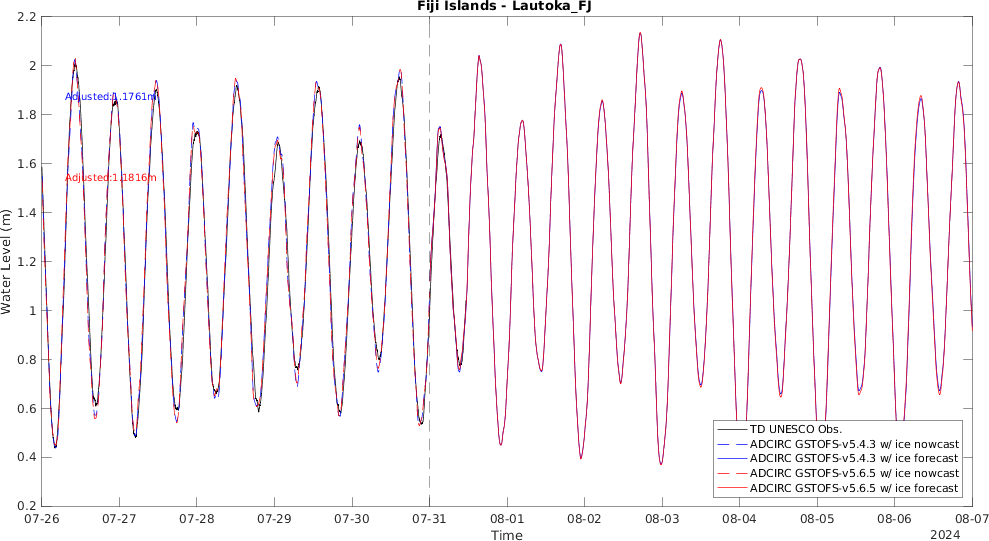 Fiji Islands - Lautoka_FJ
2.2
2
1.8
1.6
1.4
1.2
1
0.8
0.6
0.4
0.2
Water Level (m)
Adjusted:1.1761m
Adjusted:1.1816m
TD UNESCO Obs.
ADCIRC GSTOFS-v5.4.3 w/ ice nowcast
ADCIRC GSTOFS-v5.4.3 w/ ice forecast
ADCIRC GSTOFS-v5.6.5 w/ ice nowcast
ADCIRC GSTOFS-v5.6.5 w/ ice forecast
07-26 07-27 07-28 07-29 07-30 07-31 08-01 08-02 08-03 08-04 08-05 08-06 08-07
Time
2024